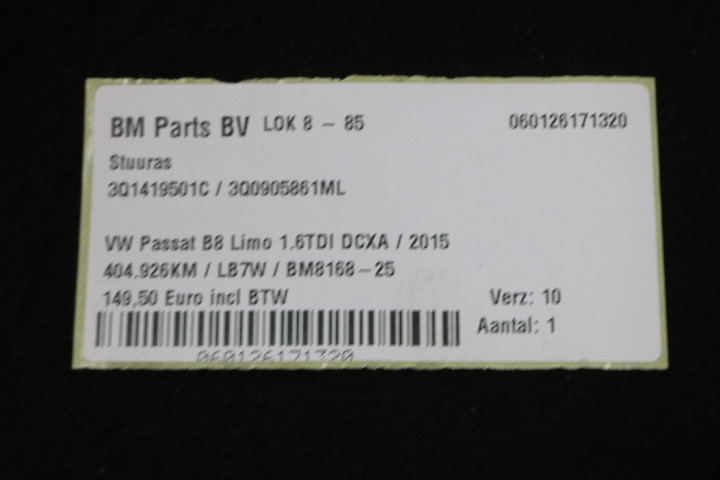 BM Parts BV LOK 8 - 85 060126171320
Stuuras
3Q1419501C / 3Q0905861ML
VW Passat B8 Limo 1.6TDI DCXA / 2015
404.926KM / LB7W / BM8168-25
149,50 Euro incl BTW Verz: 10
Aantal: 1
060126171320